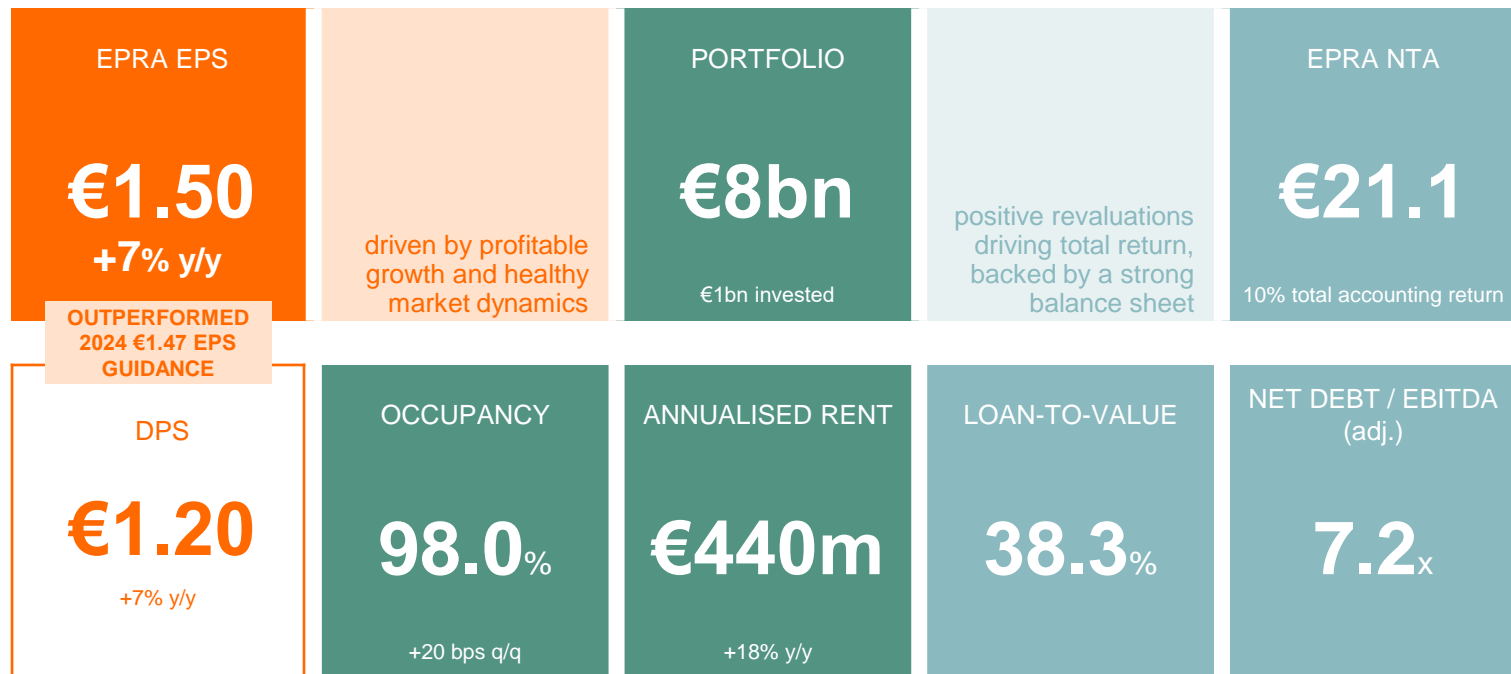 EPRA EPS
€1.50
+7% y/y
OUTPERFORMED
2024 €1.47 EPS
GUIDANCE
driven by profitable
growth and healthy
market dynamics
PORTFOLIO
€8bn
€1bn invested
positive revaluations
driving total return,
backed by a strong
balance sheet
EPRA NTA
€21.1
10% total accounting return
DPS
€1.20
+7% y/y
OCCUPANCY
98.0%
+20 bps q/q
ANNUALISED RENT
€440m
+18% y/y
LOAN-TO-VALUE
38.3%
NET DEBT / EBITDA
(adj.)
7.2x